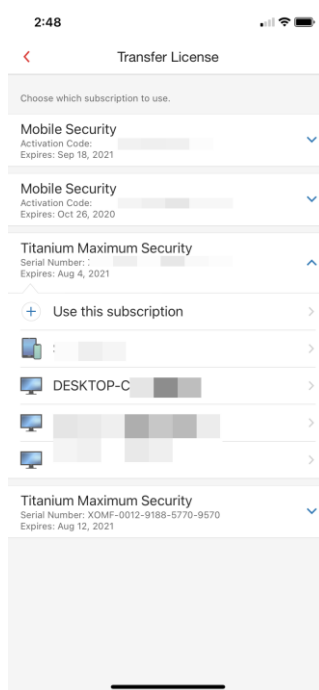 2:48
Transfer License
Choose which subscription to use.
Mobile Security
Activation Code:
Expires: Sep 18, 2021
Mobile Security
Activation Code:
Expires: Oct 26, 2020
Titanium Maximum Security
Serial Number:
Expires: Aug 4, 2021
Use this subscription
DESKTOP-C
Titanium Maximum Security
Serial Number: XOMF-0012-9188-5770-9570
Expires: Aug 12, 2021